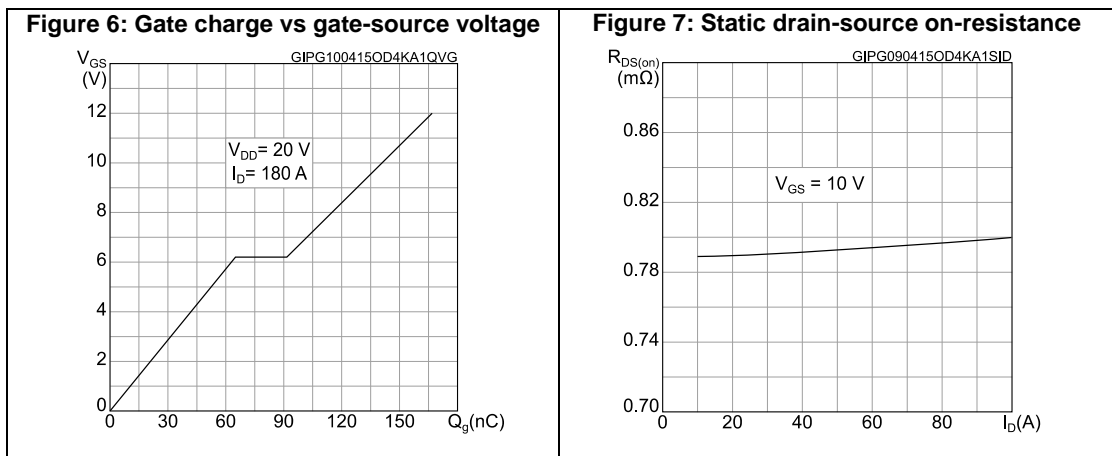 Figure 6: Gate charge vs gate-source voltage
GIPG100415OD4KA1QVG
V_GS
(V)
12
10
8
6
4
2
0
V_DD= 20 V
I_D= 180 A
0 30 60 90 120 150 Q_g(nC)
Figure 7: Static drain-source on-resistance
GIPG090415OD4KA1SID
R_DS(on)
(mΩ)
0.86
0.82
0.78
0.74
0.70
V_GS = 10 V
0 20 40 60 80 I_D(A)